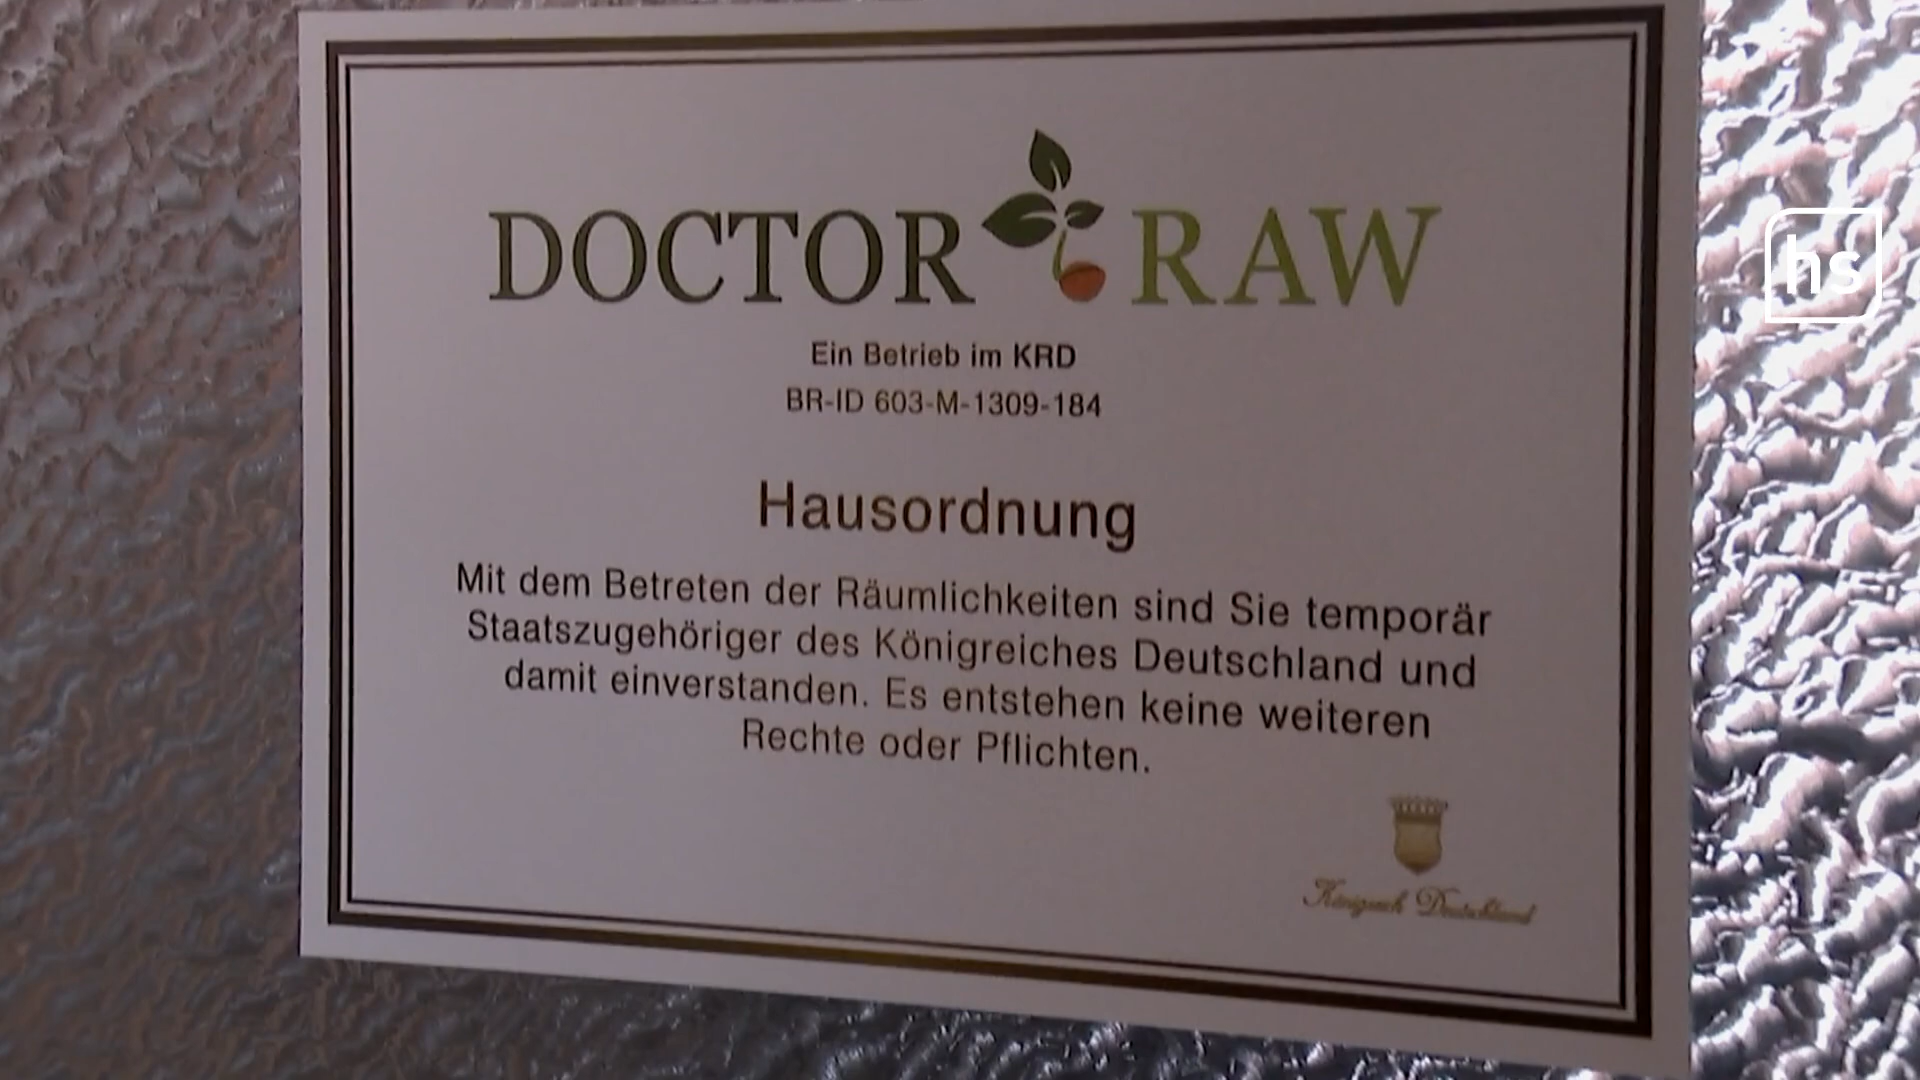 DOCTOR RAW
hs
Ein Betrieb im KRD
BR-ID 603-M-1309-184
Hausordnung
Mit dem Betreten der Räumlichkeiten sind Sie temporär
Staatszugehöriger des Königreiches Deutschland und
damit einverstanden. Es entstehen keine weiteren
Rechte oder Pflichten.
Königreich Deutschland